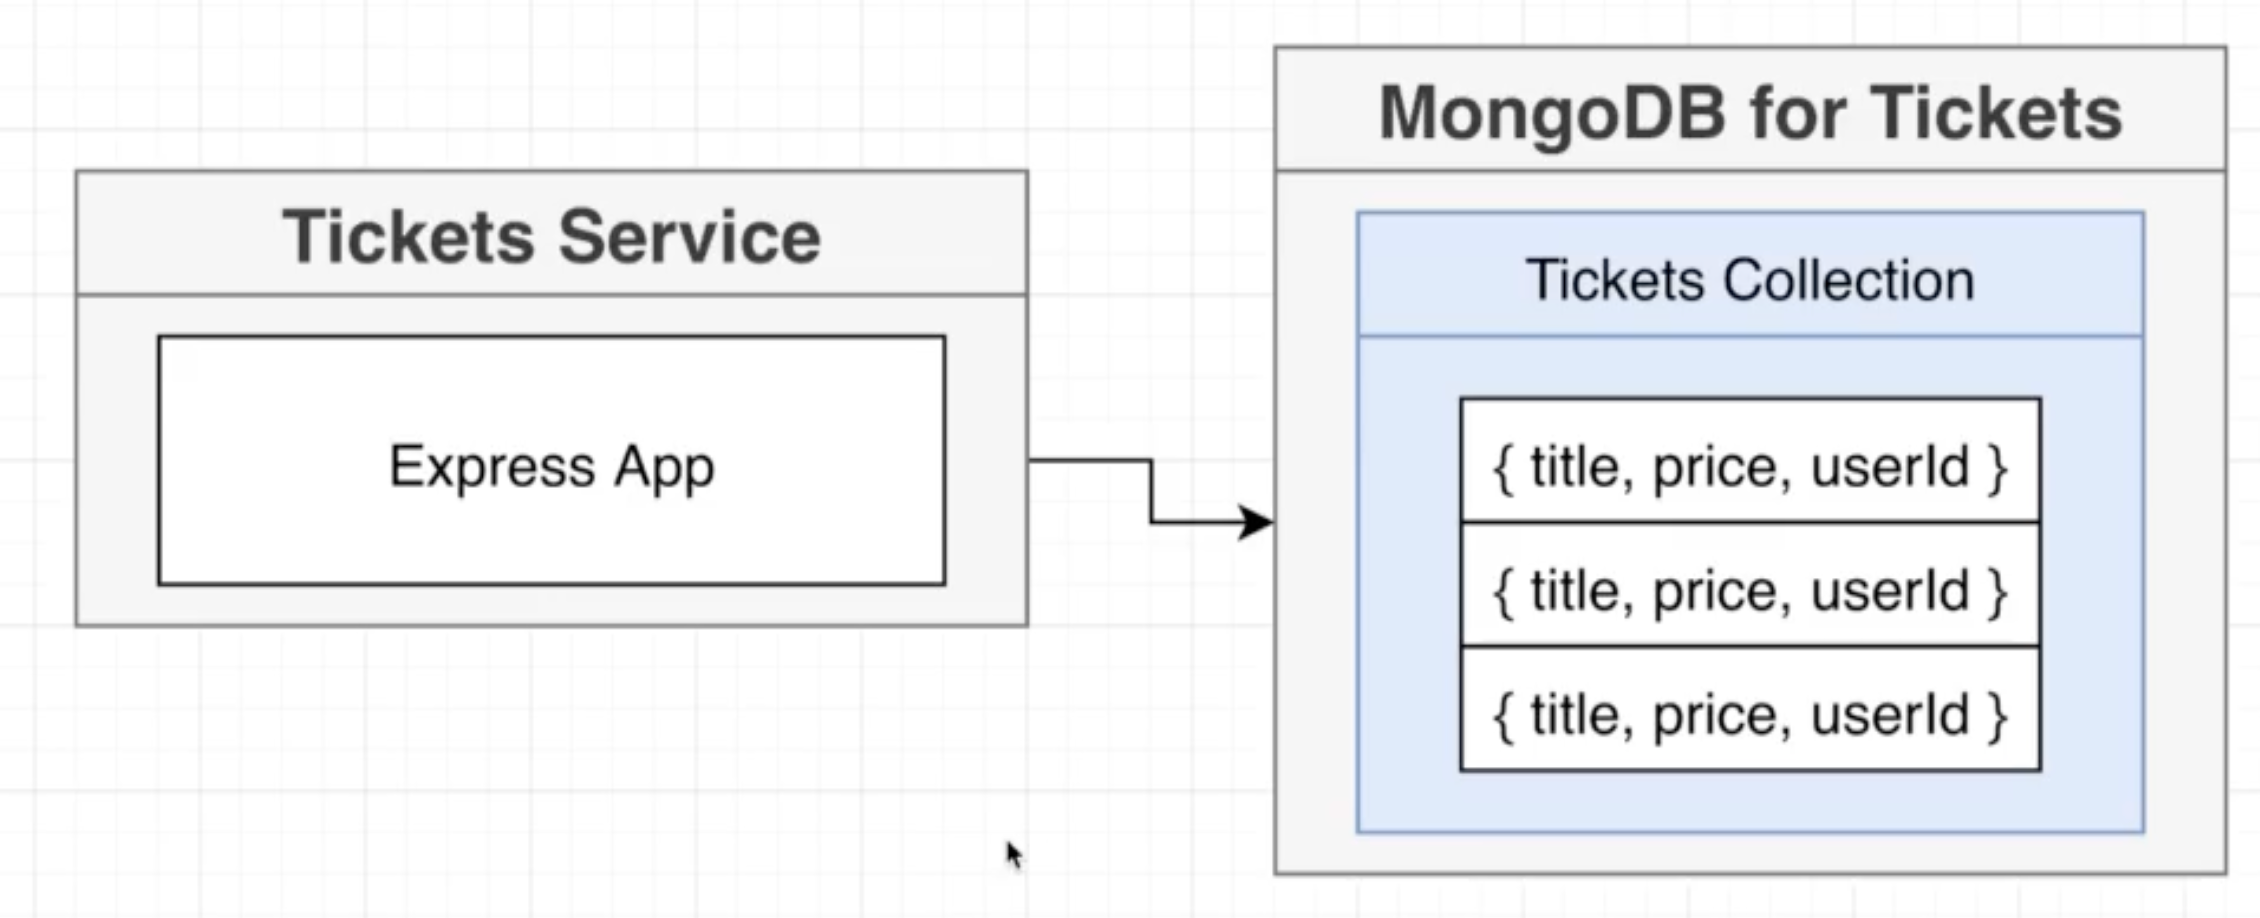 Tickets Service
Express App
MongoDB for Tickets
Tickets Collection
{ title, price, userId }
{ title, price, userId }
{ title, price, userId }